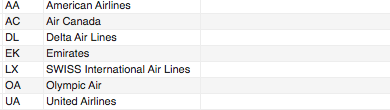 AA American Airlines
AC Air Canada
DL Delta Air Lines
EK Emirates
LX SWISS International Air Lines
OA Olympic Air
UA United Airlines